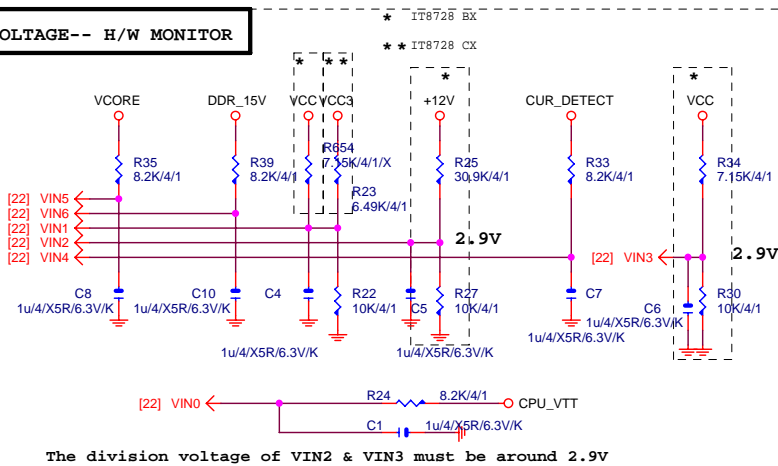 * IT8728 BX
OLTAGE-- H/W MONITOR
** IT8728 CX
* ** * *
VCORE DDR_15V VCC VCC3 +12V CUR_DETECT VCC
R654
R35 R39 7.15K/4/1/X R25 R33 R34
8.2K/4/1 8.2K/4/1 30.9K/4/1 8.2K/4/1 7.15K/4/1
R23
6.49K/4/1
[22] VIN5
[22] VIN6
[22] VIN1
[22] VIN2 2.9V
[22] VIN4 [22] VIN3 2.9V
C8 C10 C4 R22 C5 R27 C7 C6 R30
1u/4/X5R/6.3V/K 1u/4/X5R/6.3V/K 10K/4/1 10K/4/1 1u/4/X5R/6.3V/K 10K/4/1
1u/4/X5R/6.3V/K 1u/4/X5R/6.3V/K 1u/4/X5R/6.3V/K
R24 8.2K/4/1
[22] VIN0 CPU_VTT
C1 1u/4/X5R/6.3V/K
The division voltage of VIN2 & VIN3 must be around 2.9V